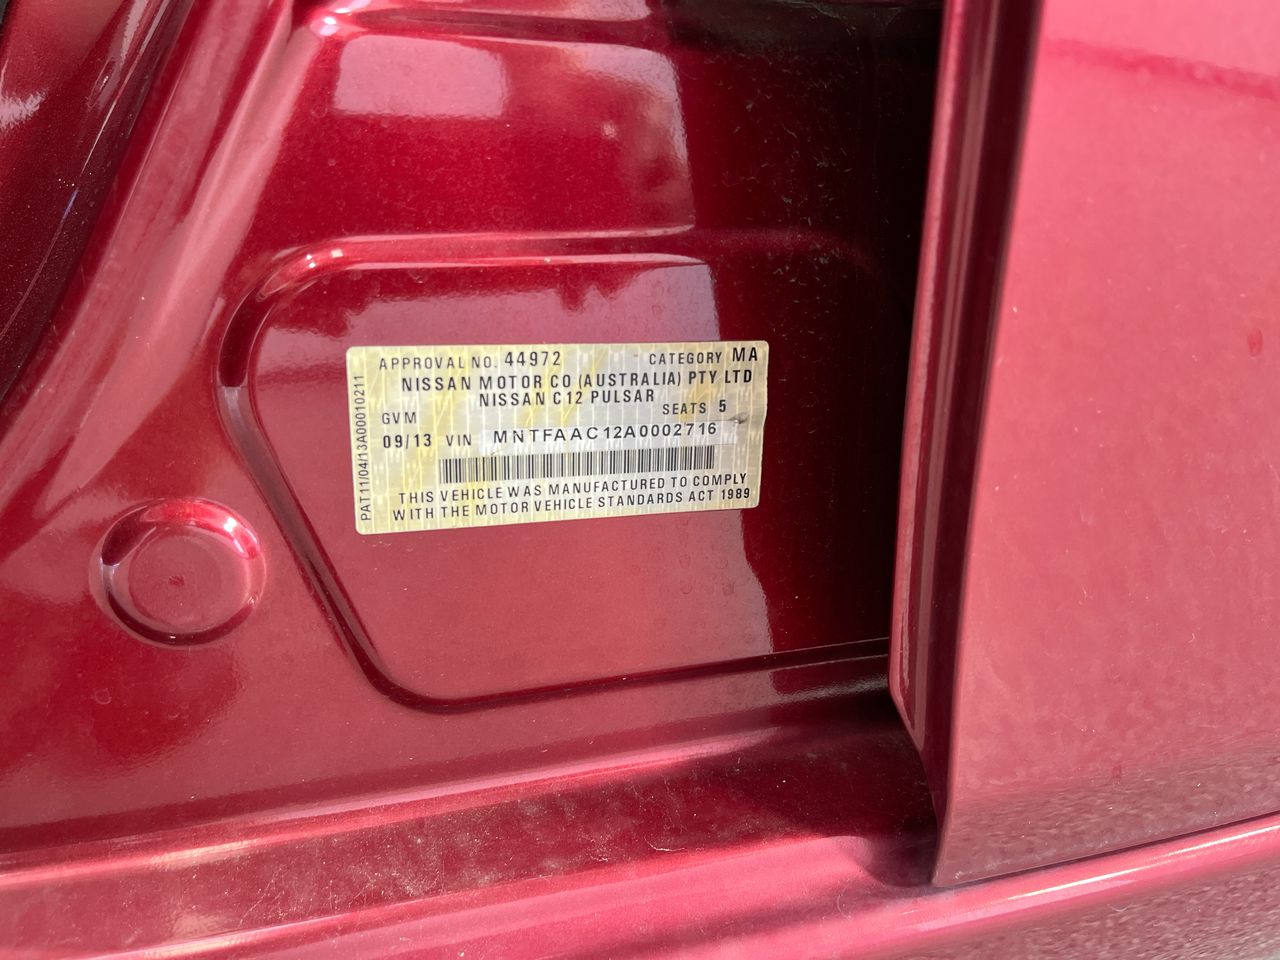 APPROVAL NO. 44972 CATEGORY MA
NISSAN MOTOR CO (AUSTRALIA) PTY LTD
NISSAN C12 PULSAR
GVM SEATS 5
09/13 VIN MNTFAAC12A0002716
THIS VEHICLE WAS MANUFACTURED TO COMPLY
WITH THE MOTOR VEHICLE STANDARDS ACT 1989
PAT11/04/13A00010211